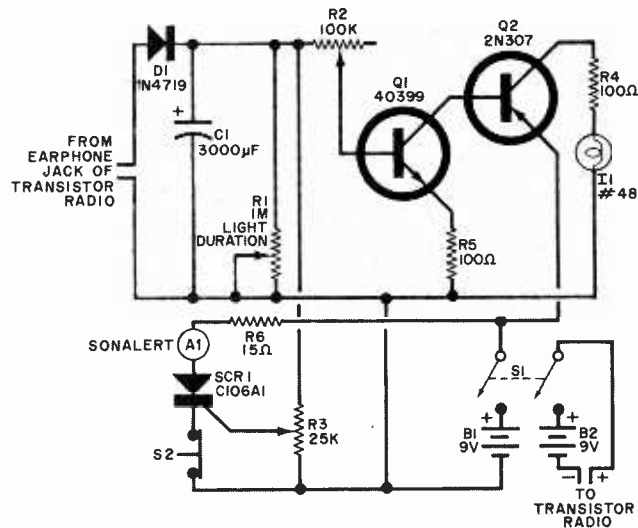 R2
100K
Q2
2N307
D1
1N4719
Q1
40399
R4
100Ω
+
C1
3000µF
FROM
EARPHONE
JACK OF
TRANSISTOR
RADIO
I1
#48
R1
1M
LIGHT
DURATION
R5
100Ω
R6
15Ω
SONALERT
A1
S1
SCR1
C106A1
R3
25K
S2
+
B1
9V
+
B2
9V
- +
TO
TRANSISTOR
RADIO